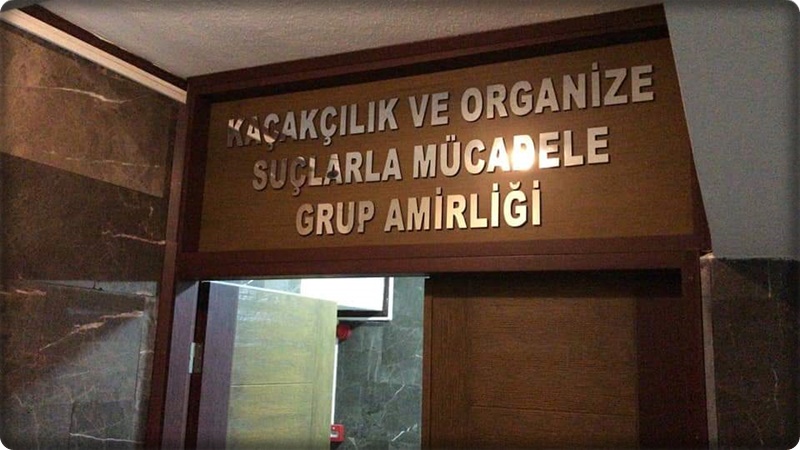 KAÇAKÇILIK VE ORGANİZE
SUÇLARLA MÜCADELE
GRUP AMİRLİĞİ